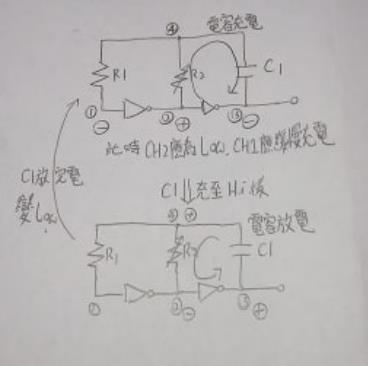 ④ 電容充電
R1 R2 C1
① ⊖ ② ⊕ ③ ⊖
此時CH2應為Low, CH1應緩慢充電
C1放完電
變Low
C1 充至Hi後
④ ⊕ 電容放電
R1 R2 C1
① ② ⊖ ③ ⊕